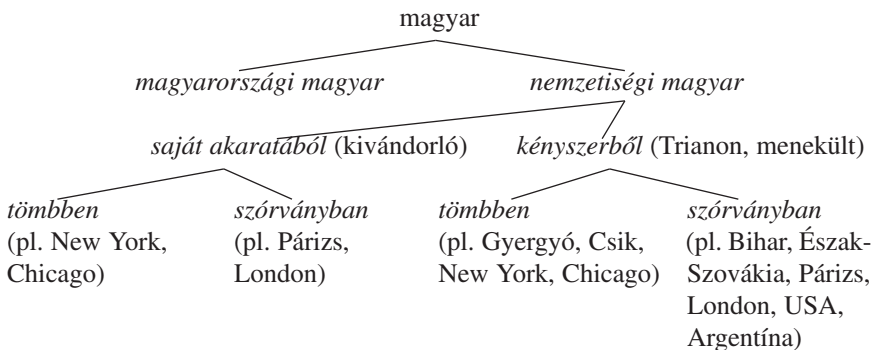 magyar
magyarországi magyar
nemzetiségi magyar
saját akaratából (kivándorló)
kényszerből (Trianon, menekült)
tömbben
(pl. New York,
Chicago)
szórványban
(pl. Párizs,
London)
tömbben
(pl. Gyergyó, Csik,
New York, Chicago)
szórványban
(pl. Bihar, Észak-
Szovákia, Párizs,
London, USA,
Argentína)